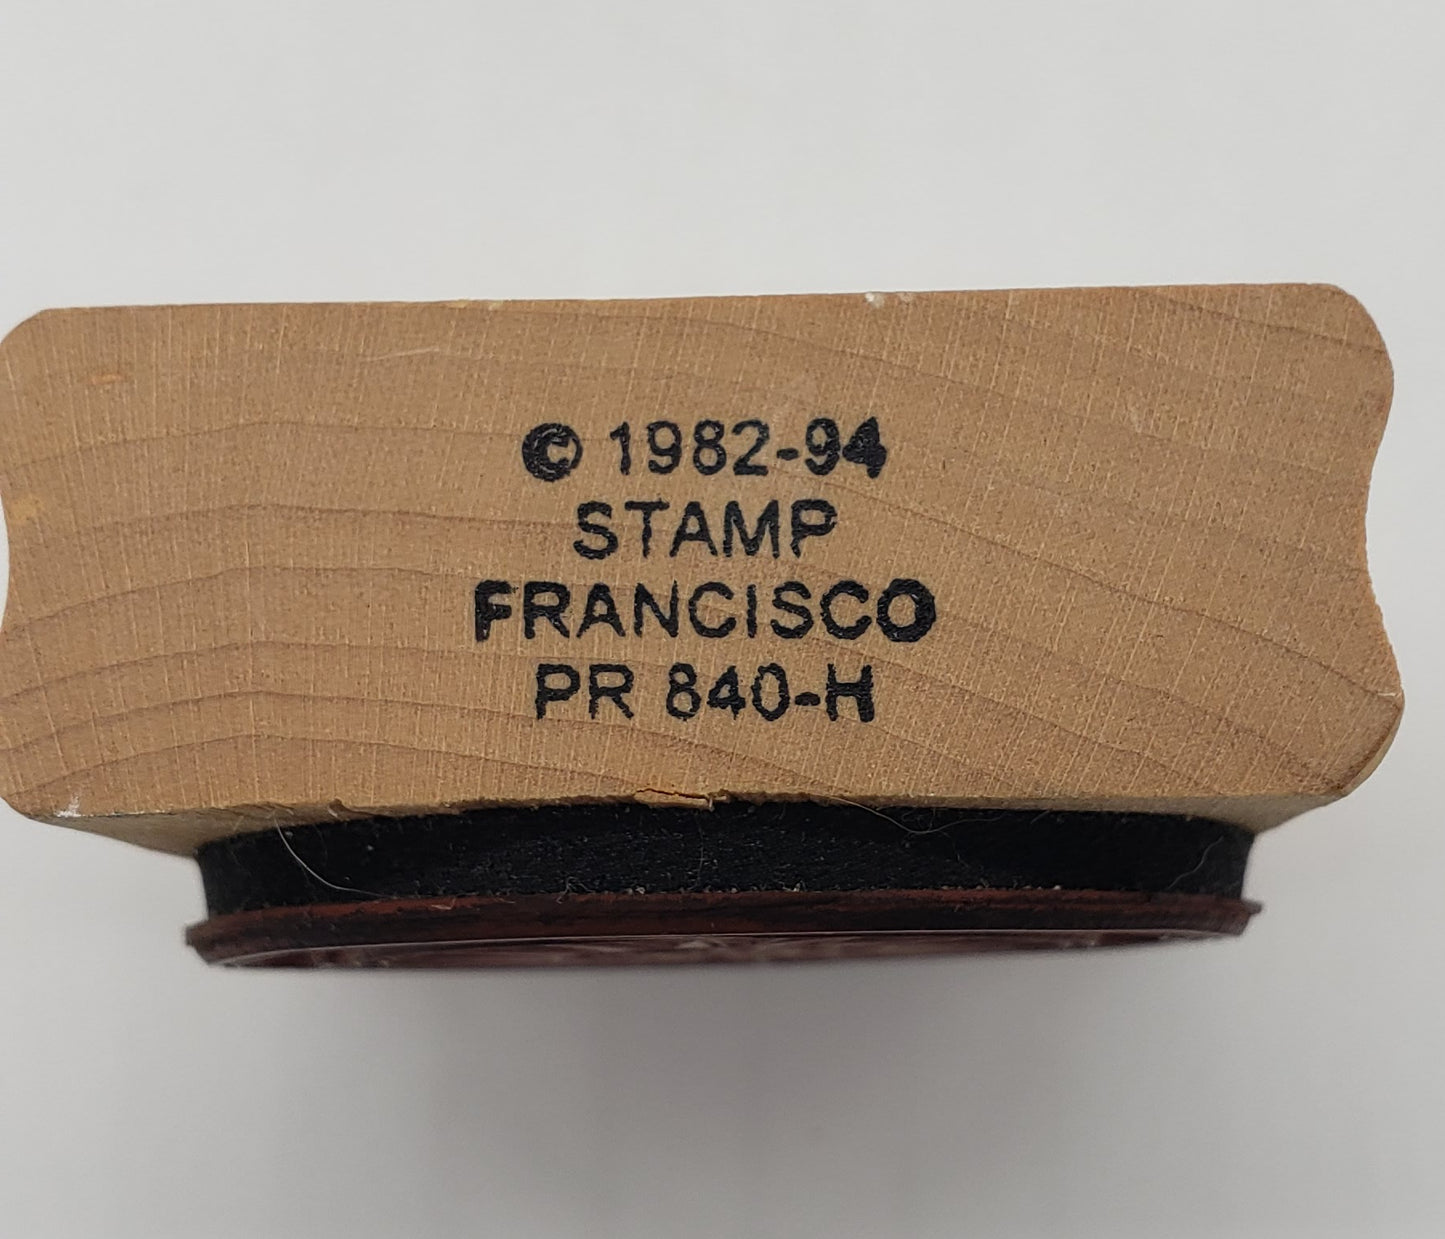 © 1982-94
STAMP
FRANCISCO
PR 840-H